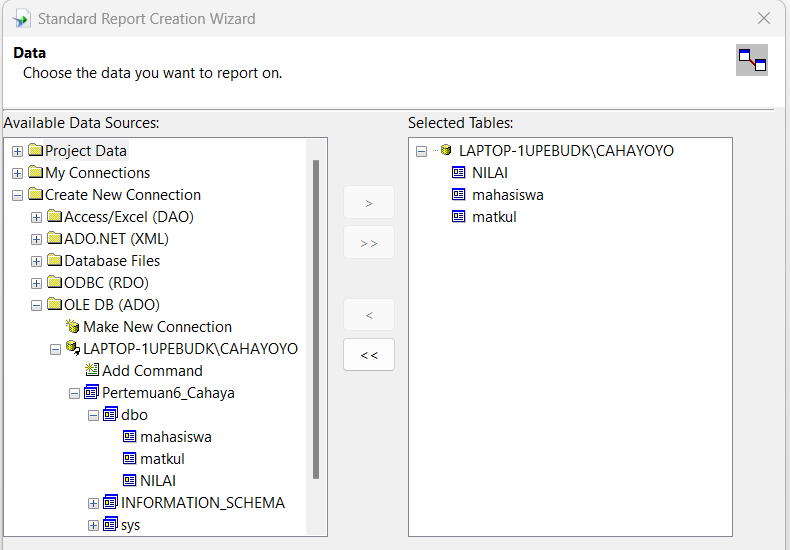 Standard Report Creation Wizard
Data
Choose the data you want to report on.
Available Data Sources:
Project Data
My Connections
Create New Connection
Access/Excel (DAO)
ADO.NET (XML)
Database Files
ODBC (RDO)
OLE DB (ADO)
Make New Connection
LAPTOP-1UPEBUDK\CAHAYOYO
Add Command
Pertemuan6_Cahaya
dbo
mahasiswa
matkul
NILAI
INFORMATION_SCHEMA
sys
>
>>
<
<<
Selected Tables:
LAPTOP-1UPEBUDK\CAHAYOYO
NILAI
mahasiswa
matkul